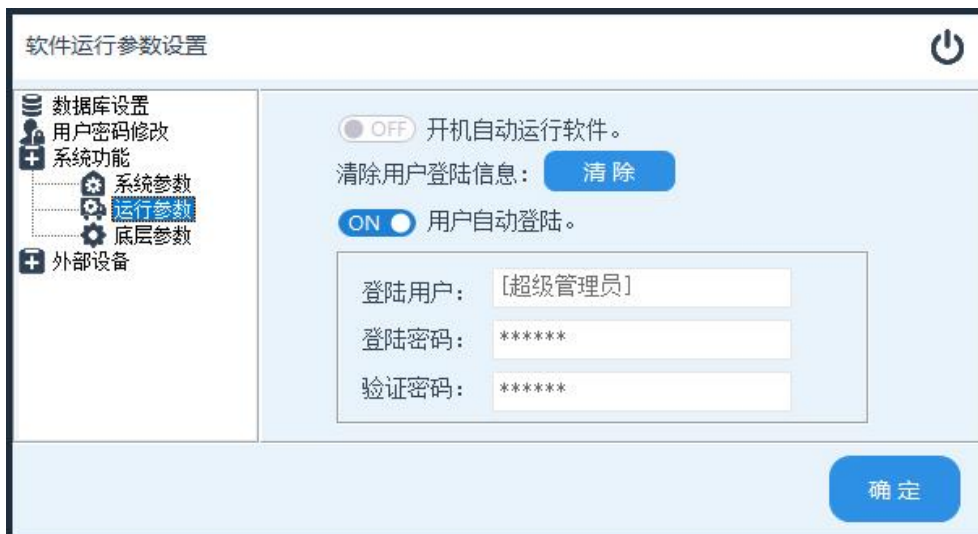 软件运行参数设置
数据库设置
用户密码修改
系统功能
系统参数
运行参数
底层参数
外部设备
OFF 开机自动运行软件。
清除用户登陆信息： 清 除
ON 用户自动登陆。
登陆用户： [超级管理员]
登陆密码： ******
验证密码： ******
确 定